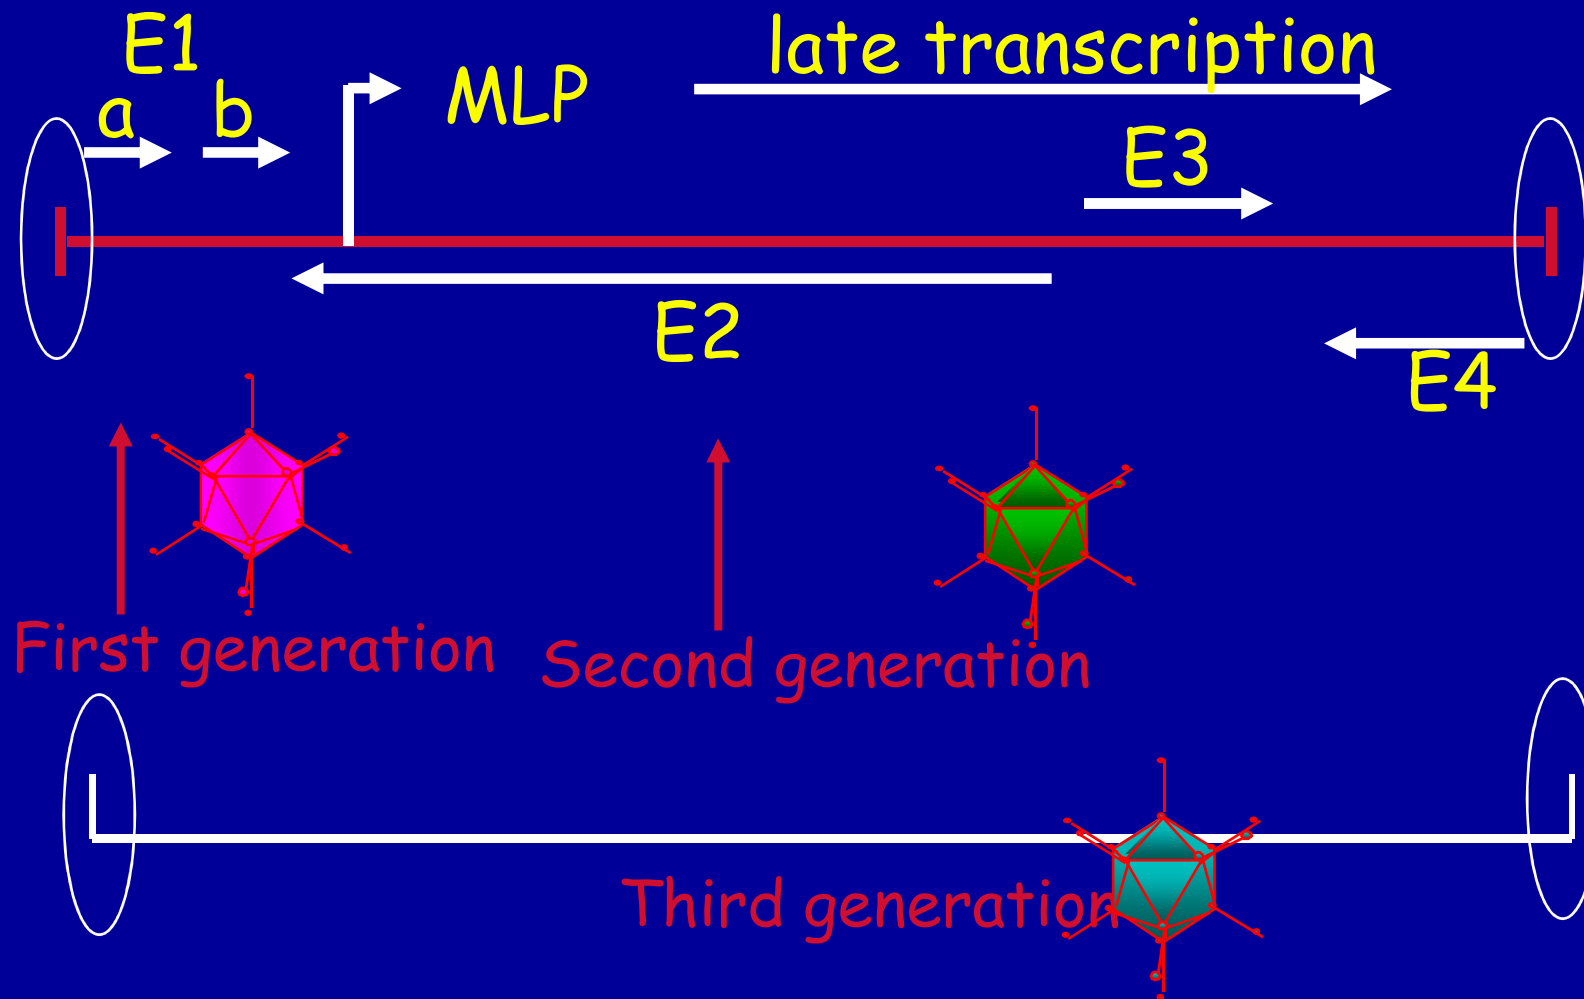 E1
late transcription
a b
MLP
E3
E2
E4
First generation
Second generation
Third generation